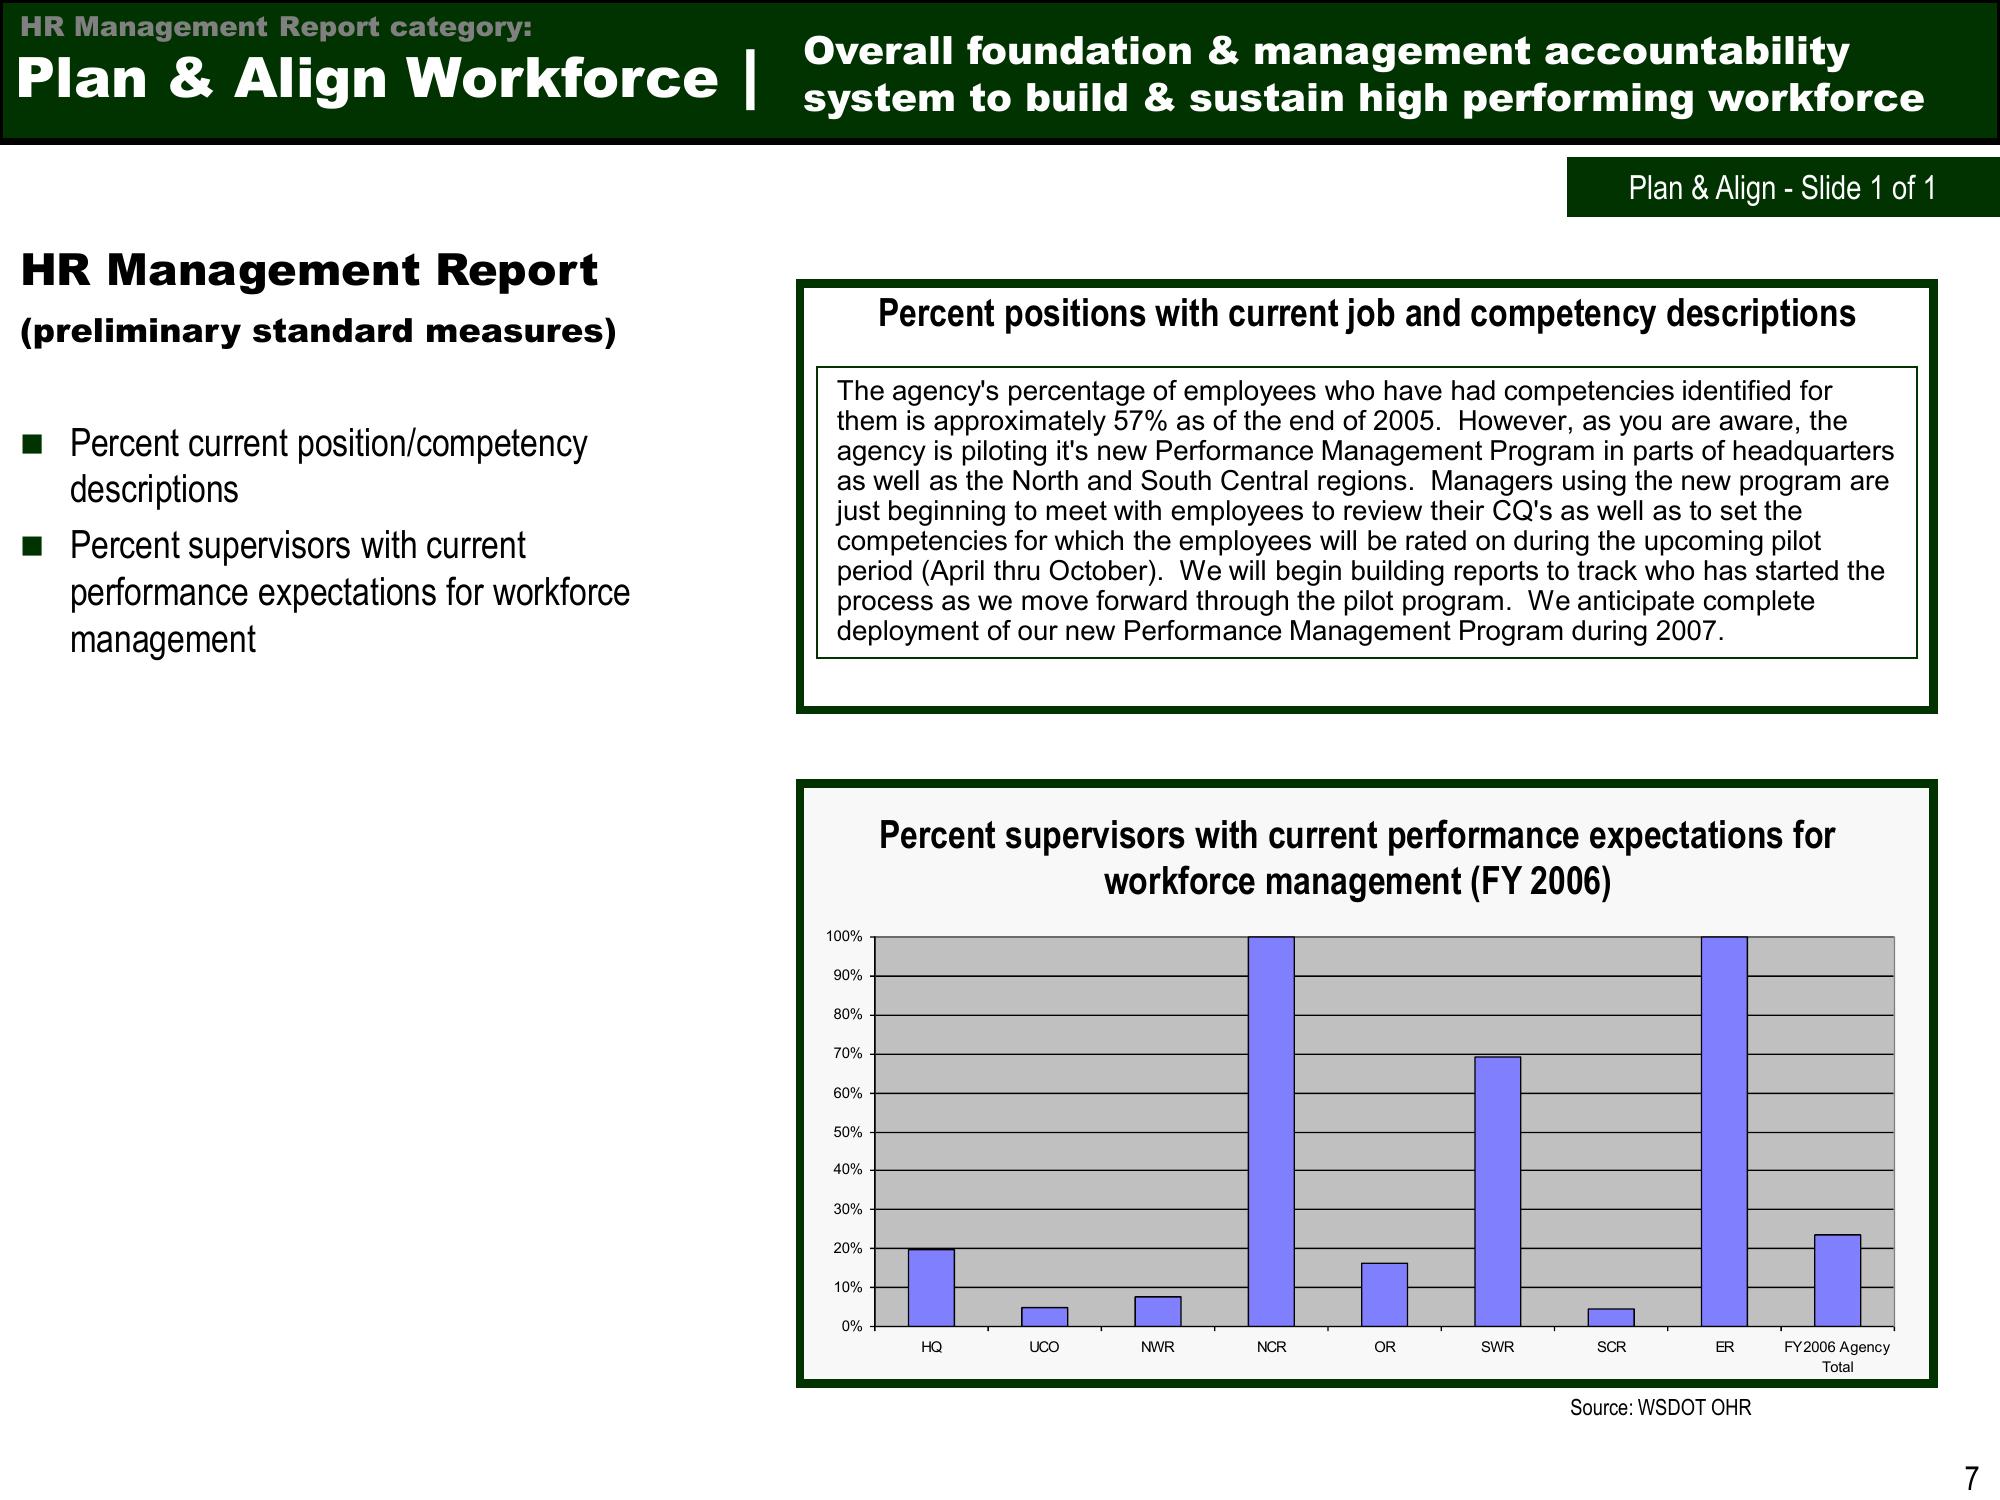 HR Management Report category:
Plan & Align Workforce |
Overall foundation & management accountability
system to build & sustain high performing workforce
Plan & Align - Slide 1 of 1
HR Management Report
(preliminary standard measures)
Percent current position/competency
descriptions
Percent supervisors with current
performance expectations for workforce
management
Percent positions with current job and competency descriptions
The agency's percentage of employees who have had competencies identified for
them is approximately 57% as of the end of 2005.  However, as you are aware, the
agency is piloting it's new Performance Management Program in parts of headquarters
as well as the North and South Central regions.  Managers using the new program are
just beginning to meet with employees to review their CQ's as well as to set the
competencies for which the employees will be rated on during the upcoming pilot
period (April thru October).  We will begin building reports to track who has started the
process as we move forward through the pilot program.  We anticipate complete
deployment of our new Performance Management Program during 2007.
Percent supervisors with current performance expectations for
workforce management (FY 2006)
100%
90%
80%
70%
60%
50%
40%
30%
20%
10%
0%
HQ UCO NWR NCR OR SWR SCR ER FY2006 Agency
Total
Source: WSDOT OHR
7